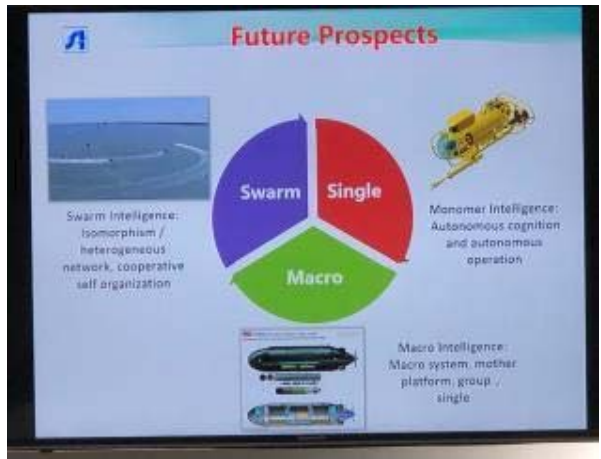 Future Prospects
Swarm
Single
Macro
Swarm Intelligence:
Isomorphism /
heterogeneous
network, cooperative
self organization
Monomer Intelligence:
Autonomous cognition
and autonomous
operation
Macro Intelligence:
Macro system, mother
platform, group ,
single